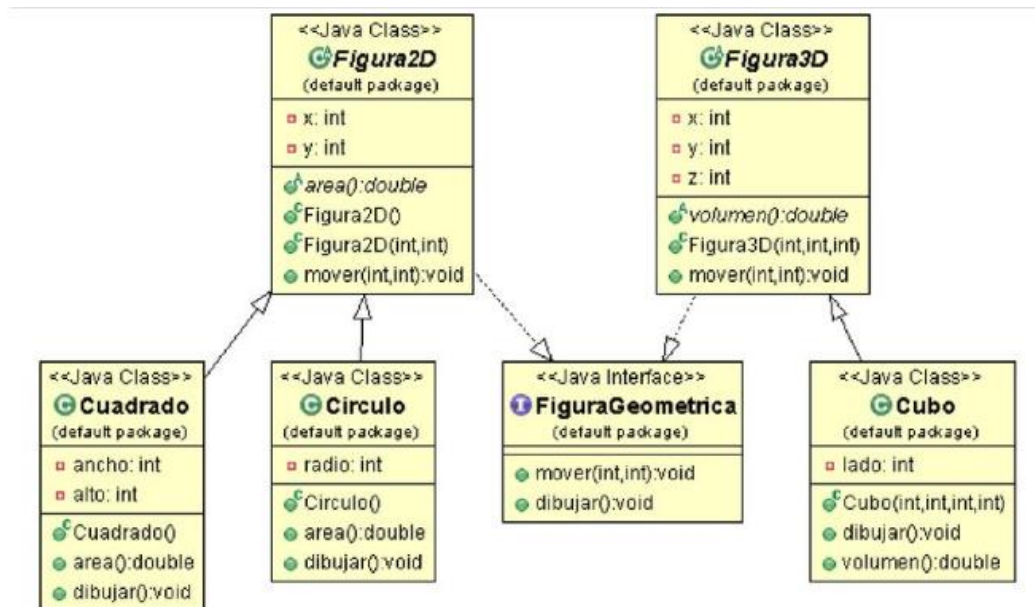 <<Java Class>>
Figura2D
(default package)
x: int
y: int
area():double
Figura2D()
Figura2D(int,int)
mover(int,int):void
<<Java Class>>
Figura3D
(default package)
x: int
y: int
z: int
volumen():double
Figura3D(int,int,int)
mover(int,int):void
<<Java Class>>
Cuadrado
(default package)
ancho: int
alto: int
Cuadrado()
area():double
dibujar():void
<<Java Class>>
Circulo
(default package)
radio: int
Circulo()
area():double
dibujar():void
<<Java Interface>>
FiguraGeometrica
(default package)
mover(int,int):void
dibujar():void
<<Java Class>>
Cubo
(default package)
lado: int
Cubo(int,int,int,int)
dibujar():void
volumen():double